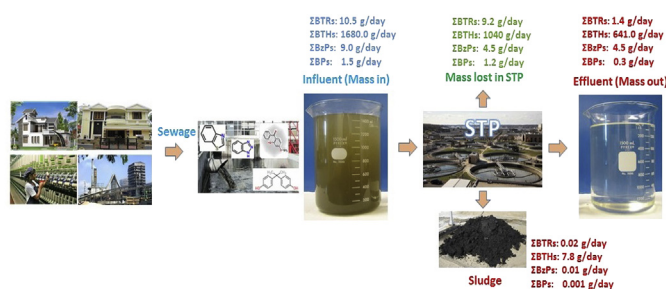 ΣBTRs: 10.5 g/day
ΣBTHs: 1680.0 g/day
ΣBzPs: 9.0 g/day
ΣBPs: 1.5 g/day
Influent (Mass in)
ΣBTRs: 9.2 g/day
ΣBTHs: 1040 g/day
ΣBzPs: 4.5 g/day
ΣBPs: 1.2 g/day
Mass lost in STP
ΣBTRs: 1.4 g/day
ΣBTHs: 641.0 g/day
ΣBzPs: 4.5 g/day
ΣBPs: 0.3 g/day
Effluent (Mass out)
Sewage
STP
ΣBTRs: 0.02 g/day
ΣBTHs: 7.8 g/day
ΣBzPs: 0.01 g/day
ΣBPs: 0.001 g/day
Sludge